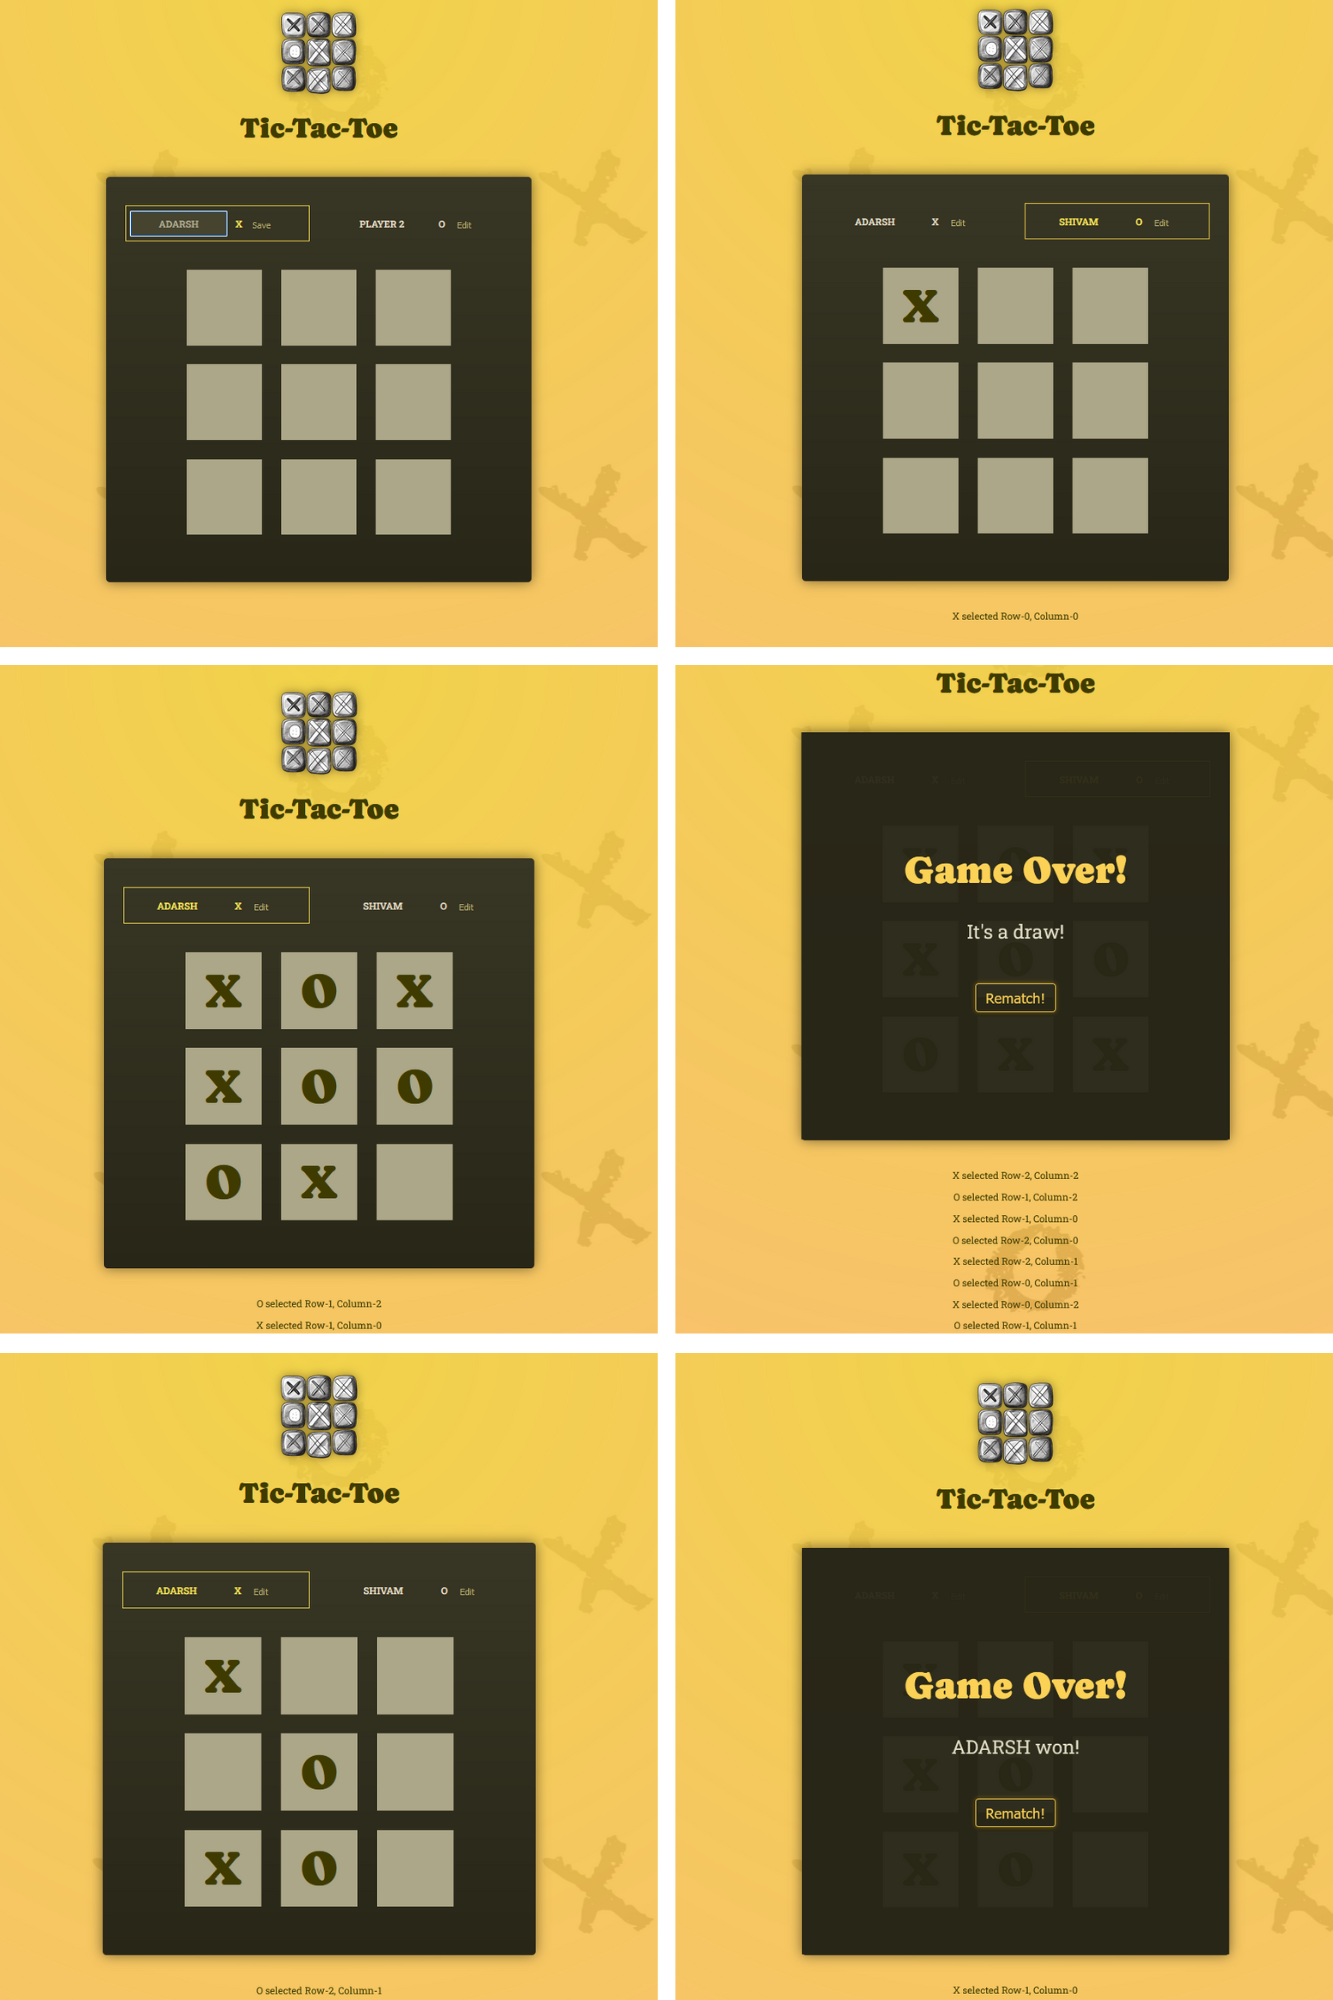 Tic-Tac-Toe
ADARSH X Save PLAYER 2 O Edit
Tic-Tac-Toe
ADARSH X Edit SHIVAM O Edit
X
X selected Row-0, Column-0
Tic-Tac-Toe
ADARSH X Edit SHIVAM O Edit
X O X
X O O
O X
O selected Row-1, Column-2
X selected Row-1, Column-0
Tic-Tac-Toe
ADARSH X SHIVAM O
Game Over!
It's a draw!
X O O
Rematch!
O X X
X selected Row-2, Column-2
O selected Row-1, Column-2
X selected Row-1, Column-0
O selected Row-2, Column-0
X selected Row-2, Column-1
O selected Row-0, Column-1
X selected Row-0, Column-2
O selected Row-1, Column-1
Tic-Tac-Toe
ADARSH X Edit SHIVAM O Edit
X
O
X O
O selected Row-2, Column-1
Tic-Tac-Toe
ADARSH X SHIVAM O
Game Over!
ADARSH won!
X O
Rematch!
X O
X selected Row-1, Column-0